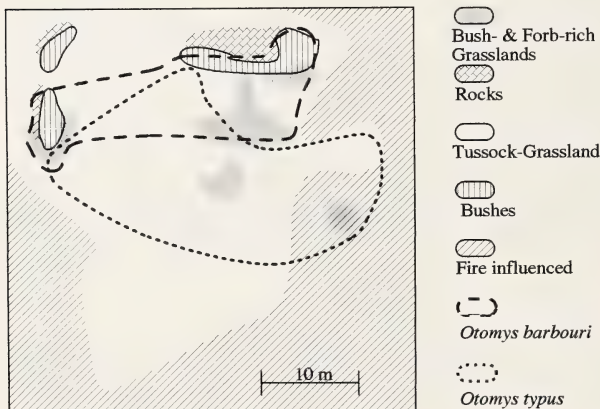 Bush- & Forb-rich
Grasslands
Rocks
Tussock-Grassland
Bushes
Fire influenced
Otomys barbouri
Otomys typus
10 m